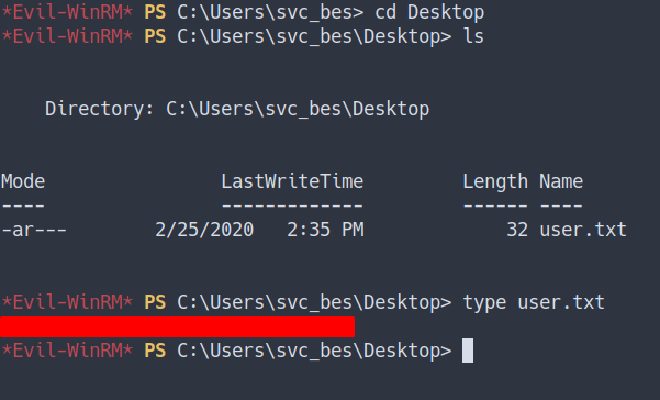 *Evil-WinRM* PS C:\Users\svc_bes> cd Desktop
*Evil-WinRM* PS C:\Users\svc_bes\Desktop> ls
Directory: C:\Users\svc_bes\Desktop
Mode LastWriteTime Length Name
---- ------------- ------ ----
-ar--- 2/25/2020 2:35 PM 32 user.txt
*Evil-WinRM* PS C:\Users\svc_bes\Desktop> type user.txt
*Evil-WinRM* PS C:\Users\svc_bes\Desktop>